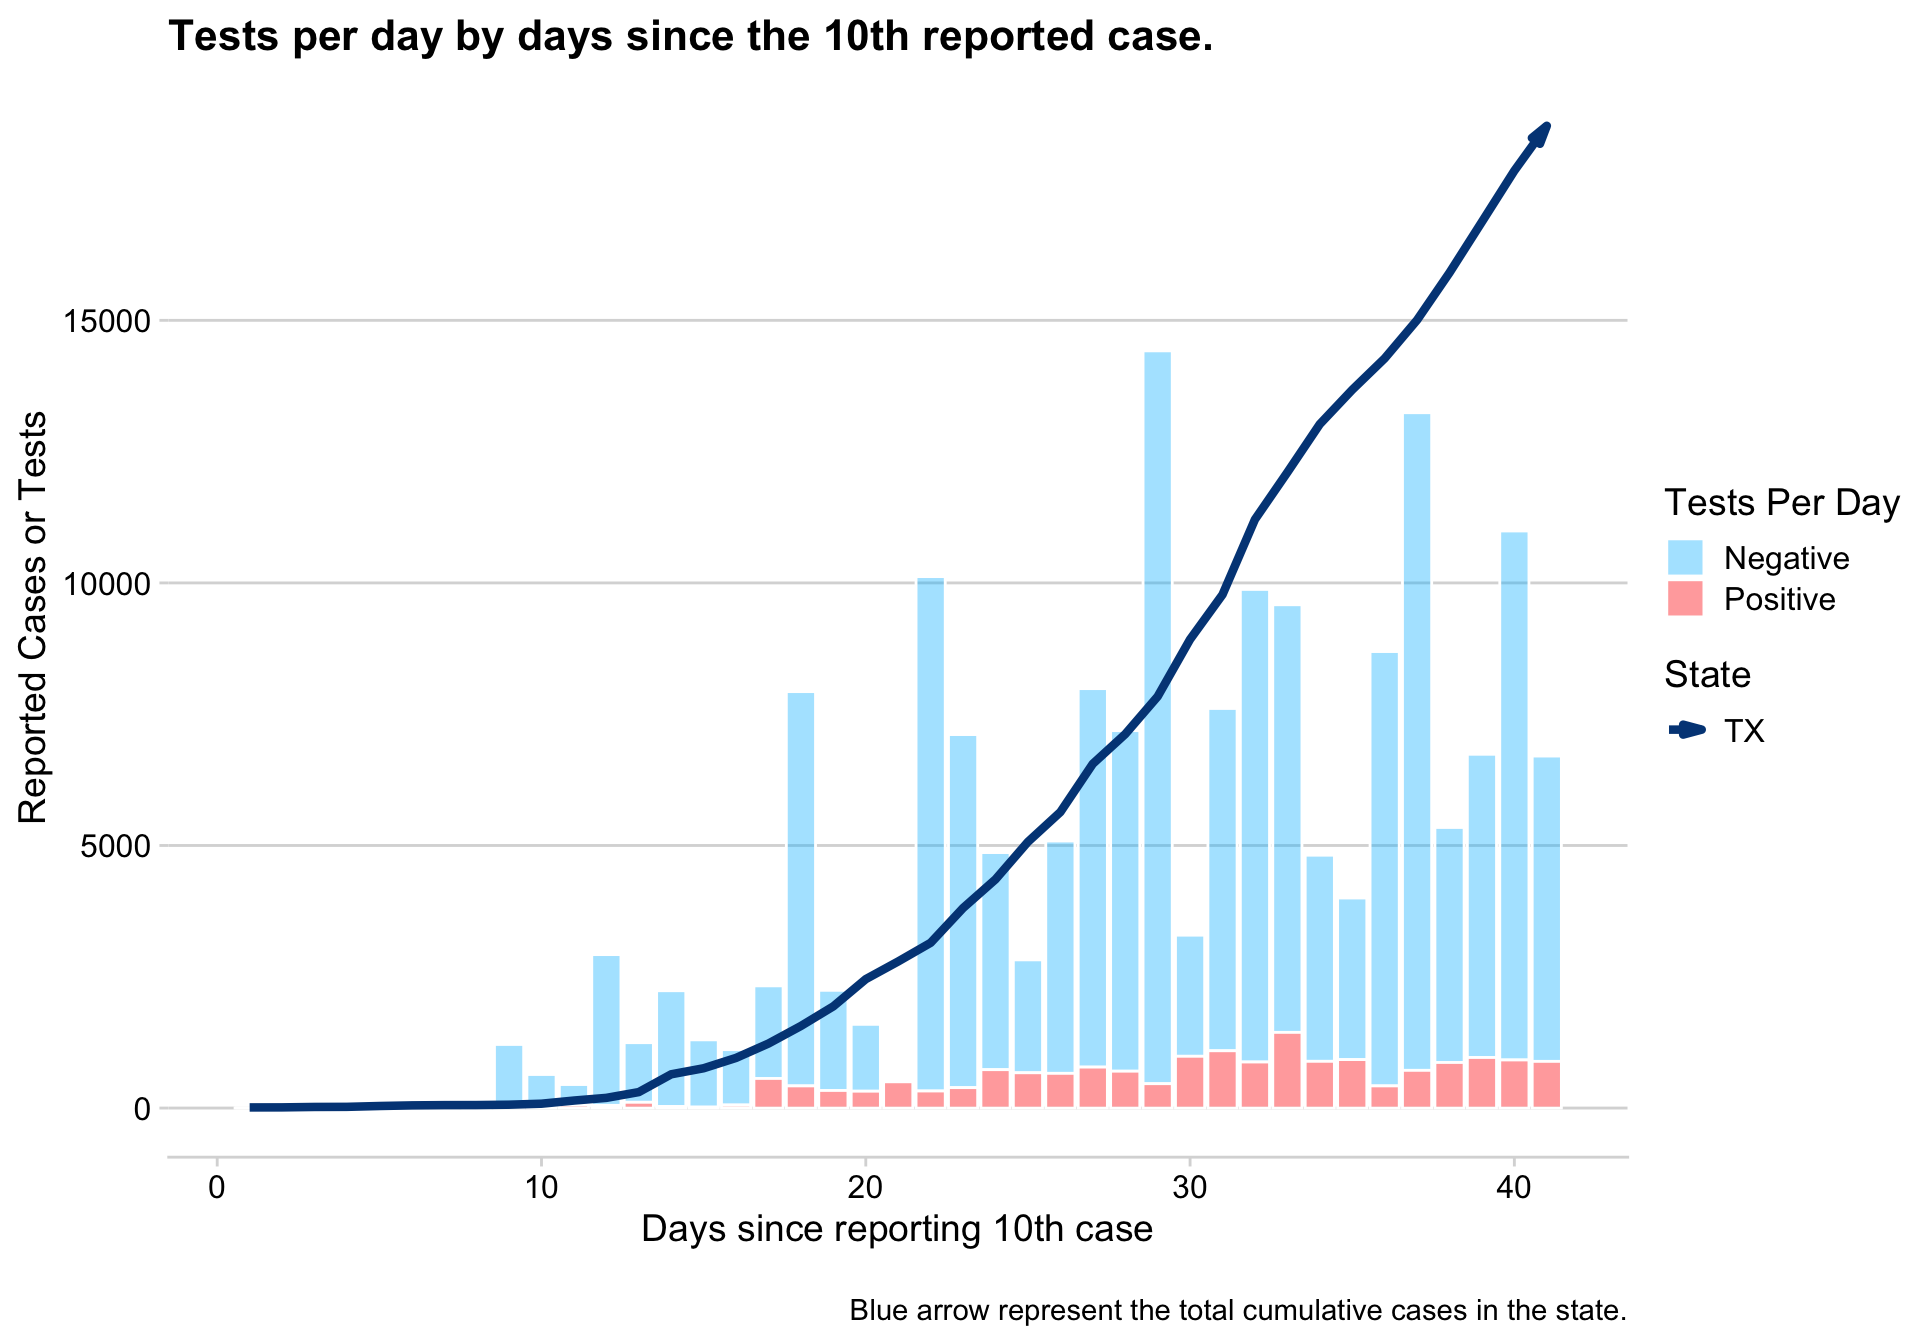 Tests per day by days since the 10th reported case.
Reported Cases or Tests
15000
10000
5000
0
0 10 20 30 40
Days since reporting 10th case
Tests Per Day
Negative
Positive
State
TX
Blue arrow represent the total cumulative cases in the state.